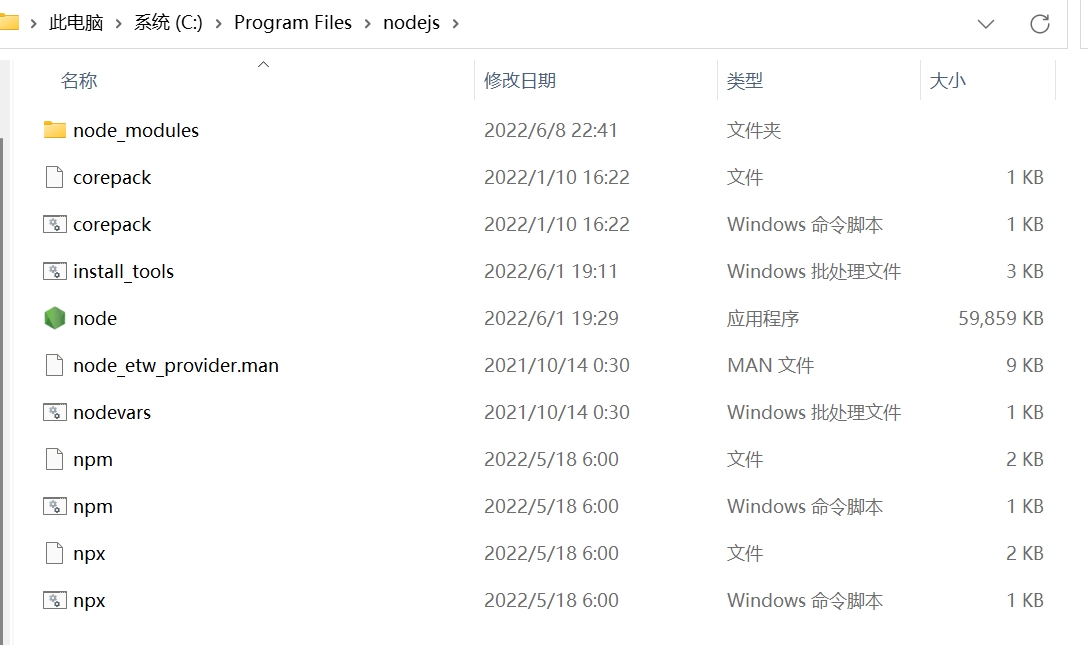 此电脑 > 系统 (C:) > Program Files > nodejs >
名称 修改日期 类型 大小
node_modules 2022/6/8 22:41 文件夹
corepack 2022/1/10 16:22 文件 1 KB
corepack 2022/1/10 16:22 Windows 命令脚本 1 KB
install_tools 2022/6/1 19:11 Windows 批处理文件 3 KB
node 2022/6/1 19:29 应用程序 59,859 KB
node_etw_provider.man 2021/10/14 0:30 MAN 文件 9 KB
nodevars 2021/10/14 0:30 Windows 批处理文件 1 KB
npm 2022/5/18 6:00 文件 2 KB
npm 2022/5/18 6:00 Windows 命令脚本 1 KB
npx 2022/5/18 6:00 文件 2 KB
npx 2022/5/18 6:00 Windows 命令脚本 1 KB